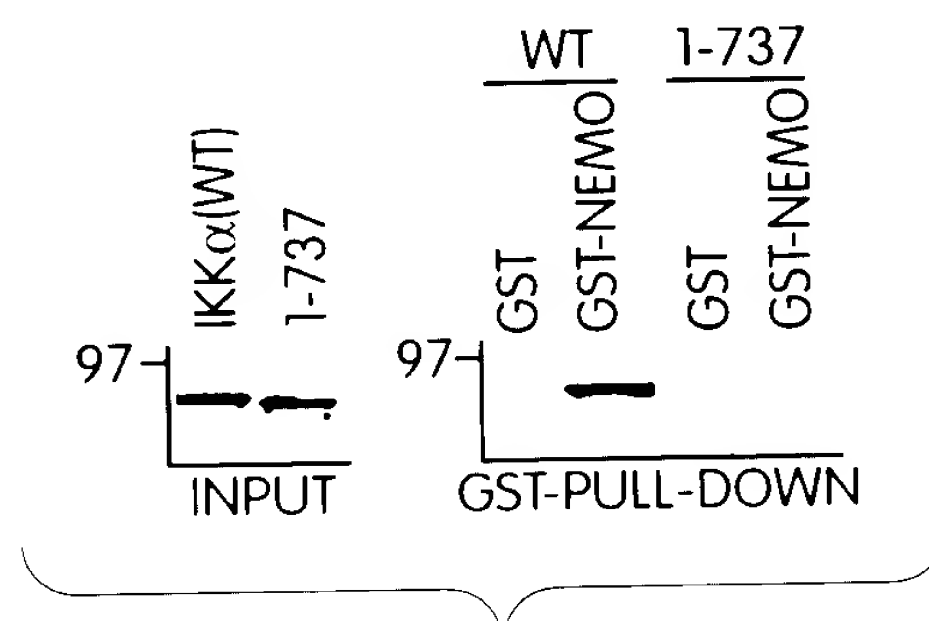 WT 1-737
IKKα(WT)
1-737
GST
GST-NEMO
GST
GST-NEMO
97
97
INPUT
GST-PULL-DOWN